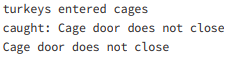 turkeys entered cages
caught: Cage door does not close
Cage door does not close